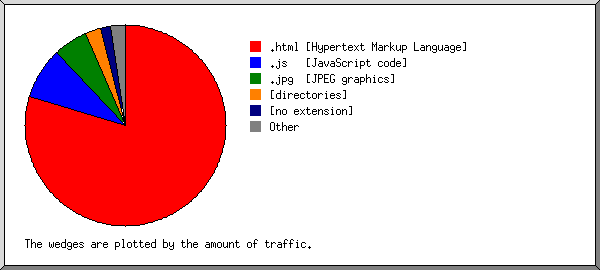 .html [Hypertext Markup Language]
.js [JavaScript code]
.jpg [JPEG graphics]
[directories]
[no extension]
Other
The wedges are plotted by the amount of traffic.